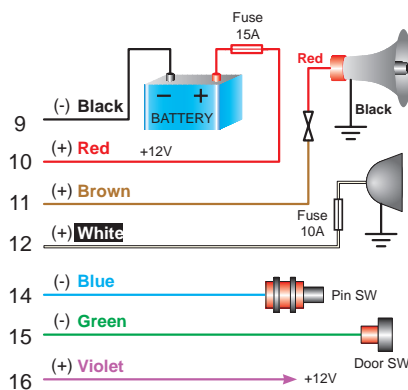 Fuse
15A
Red
Black
9 (-) Black
− +
BATTERY
10 (+) Red +12V
11 (+) Brown
Fuse
10A
12 (+) White
14 (-) Blue
Pin SW
15 (-) Green
Door SW
16 (+) Violet
+12V